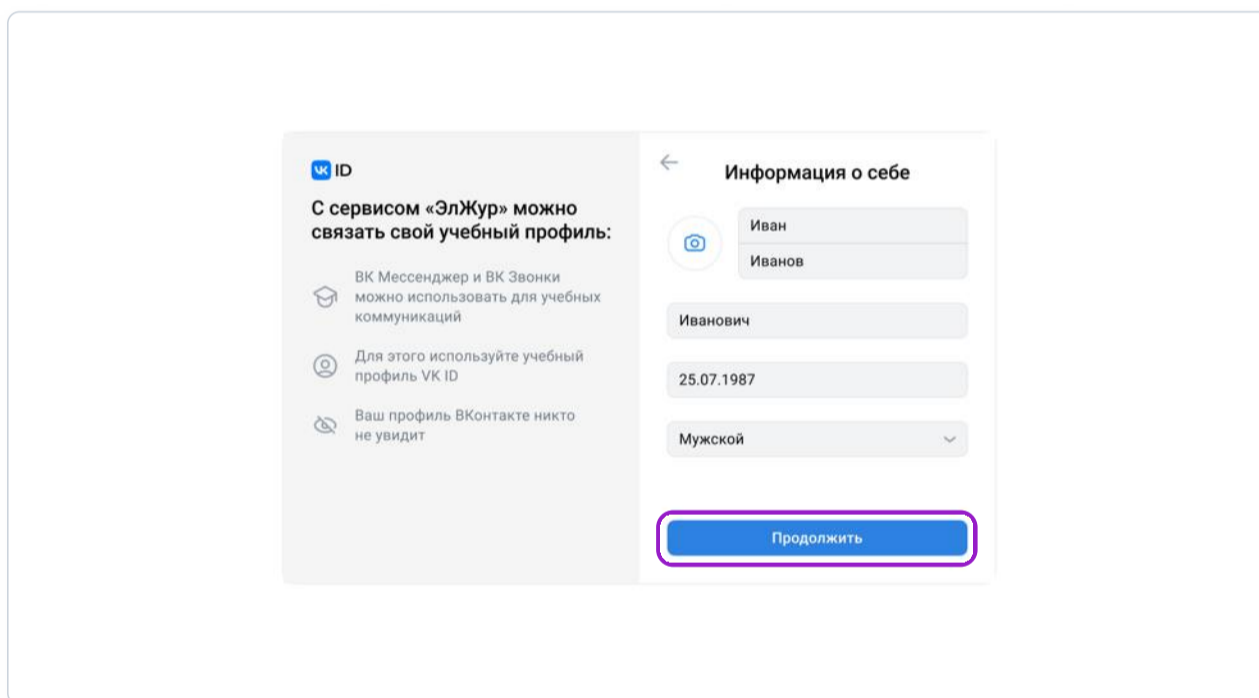 VK ID
С сервисом «ЭлЖур» можно
связать свой учебный профиль:
ВК Мессенджер и ВК Звонки
можно использовать для учебных
коммуникаций
Для этого используйте учебный
профиль VK ID
Ваш профиль ВКонтакте никто
не увидит
Информация о себе
Иван
Иванов
Иванович
25.07.1987
Мужской
Продолжить